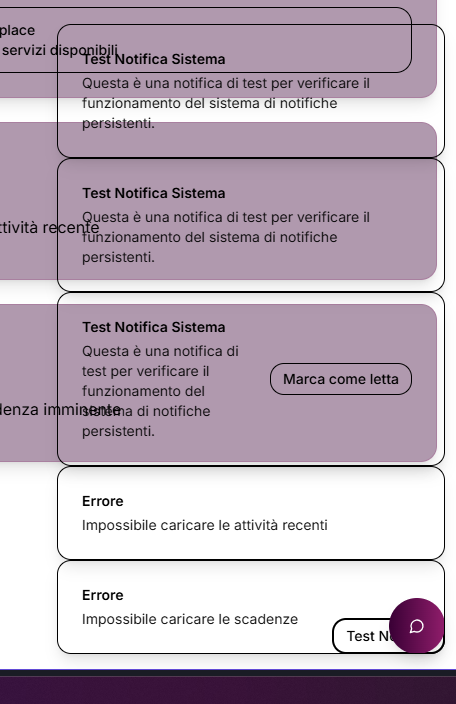 place
servizi disponibili
Test Notifica Sistema
Questa è una notifica di test per verificare il
funzionamento del sistema di notifiche
persistenti.
Test Notifica Sistema
Questa è una notifica di test per verificare il
funzionamento del sistema di notifiche
persistenti.
ttività recente
Test Notifica Sistema
Questa è una notifica di
test per verificare il
funzionamento del
sistema di notifiche
persistenti.
Marca come letta
denza imminente
Errore
Impossibile caricare le attività recenti
Errore
Impossibile caricare le scadenze
Test N